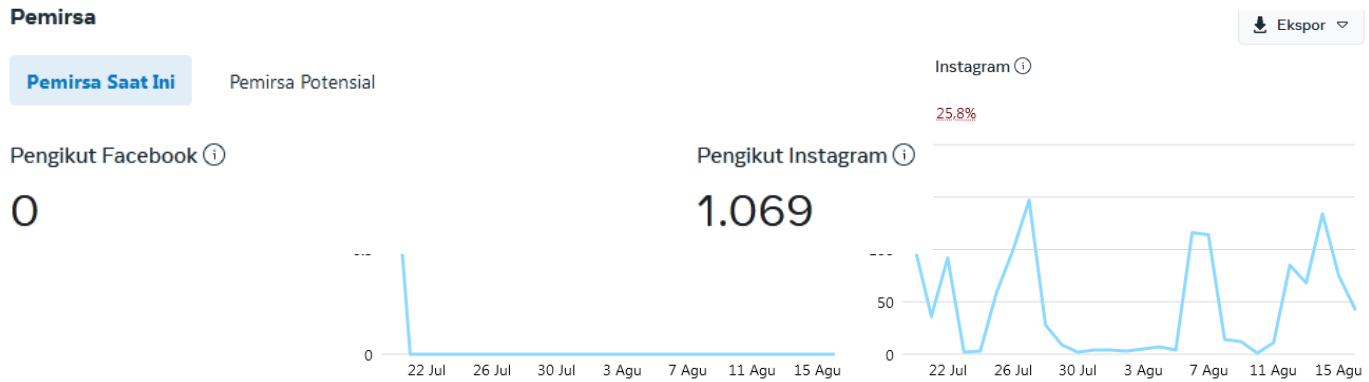 Pemirsa
Ekspor
Pemirsa Saat Ini
Pemirsa Potensial
Instagram
25,8%
Pengikut Facebook
Pengikut Instagram
0
1.069
50
0
0
22 Jul 26 Jul 30 Jul 3 Agu 7 Agu 11 Agu 15 Agu
22 Jul 26 Jul 30 Jul 3 Agu 7 Agu 11 Agu 15 Agu